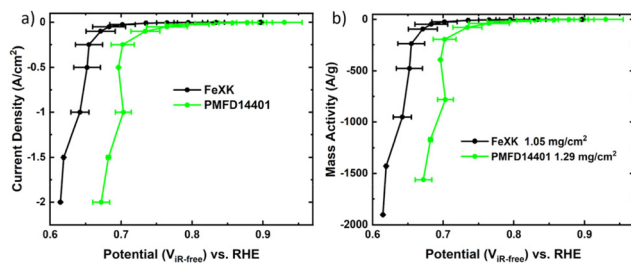 a)
Current Density (A/cm²)
0
-0.5
-1
-1.5
-2
FeXK
PMFD14401
0.6
0.7
0.8
0.9
Potential (ViR-free) vs. RHE
b)
Mass Activity (A/g)
0
-500
-1000
-1500
-2000
FeXK 1.05 mg/cm²
PMFD14401 1.29 mg/cm²
0.6
0.7
0.8
0.9
Potential (ViR-free) vs. RHE